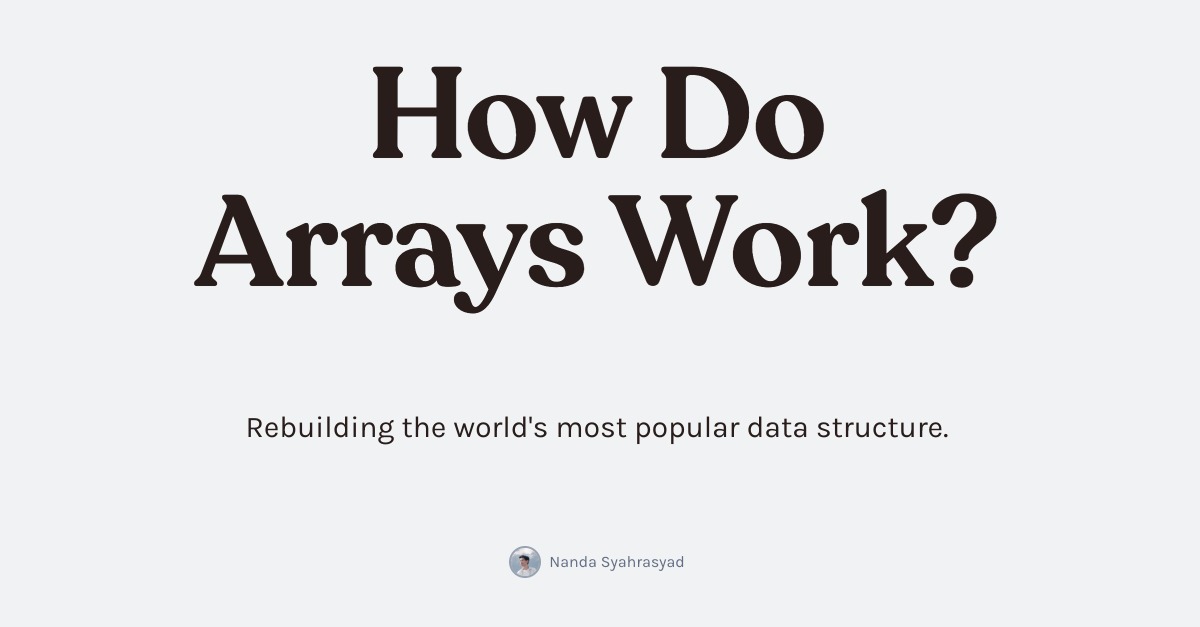 How Do
Arrays Work?
Rebuilding the world's most popular data structure.
Nanda Syahrasyad